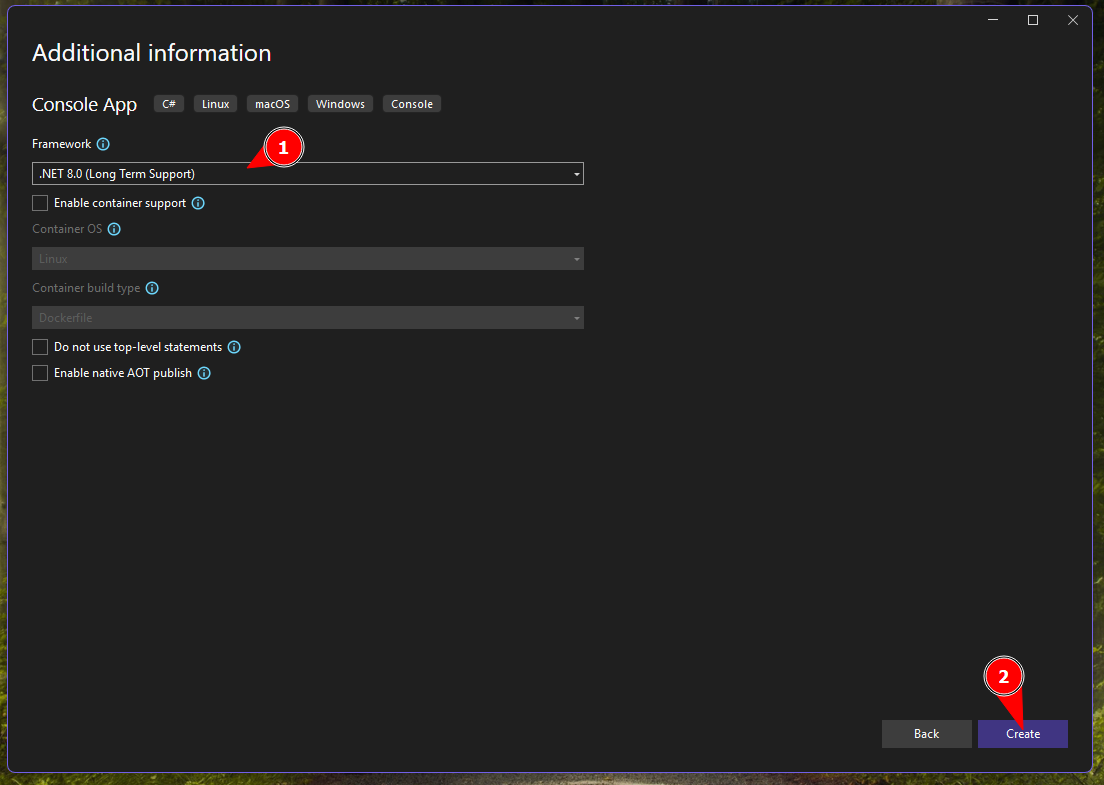 Additional information
Console App C# Linux macOS Windows Console
Framework
1
.NET 8.0 (Long Term Support)
Enable container support
Container OS
Linux
Container build type
Dockerfile
Do not use top-level statements
Enable native AOT publish
2
Back Create